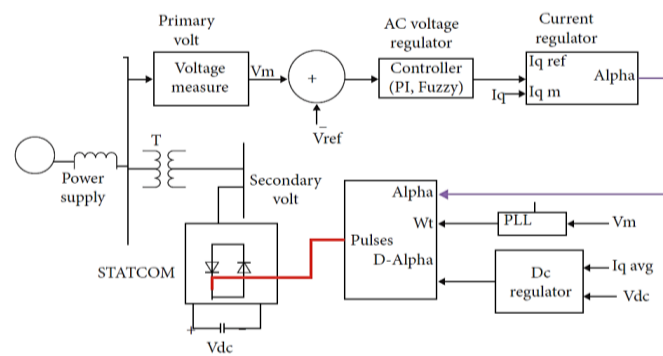 Primary
volt
AC voltage
regulator
Current
regulator
Voltage
measure
Vm
+
Controller
(PI, Fuzzy)
Iq ref
Alpha
Iq
Iq m
–
Vref
T
Power
supply
Secondary
volt
Alpha
Wt
PLL
Vm
Pulses
D-Alpha
STATCOM
Dc
regulator
Iq avg
Vdc
+
–
Vdc